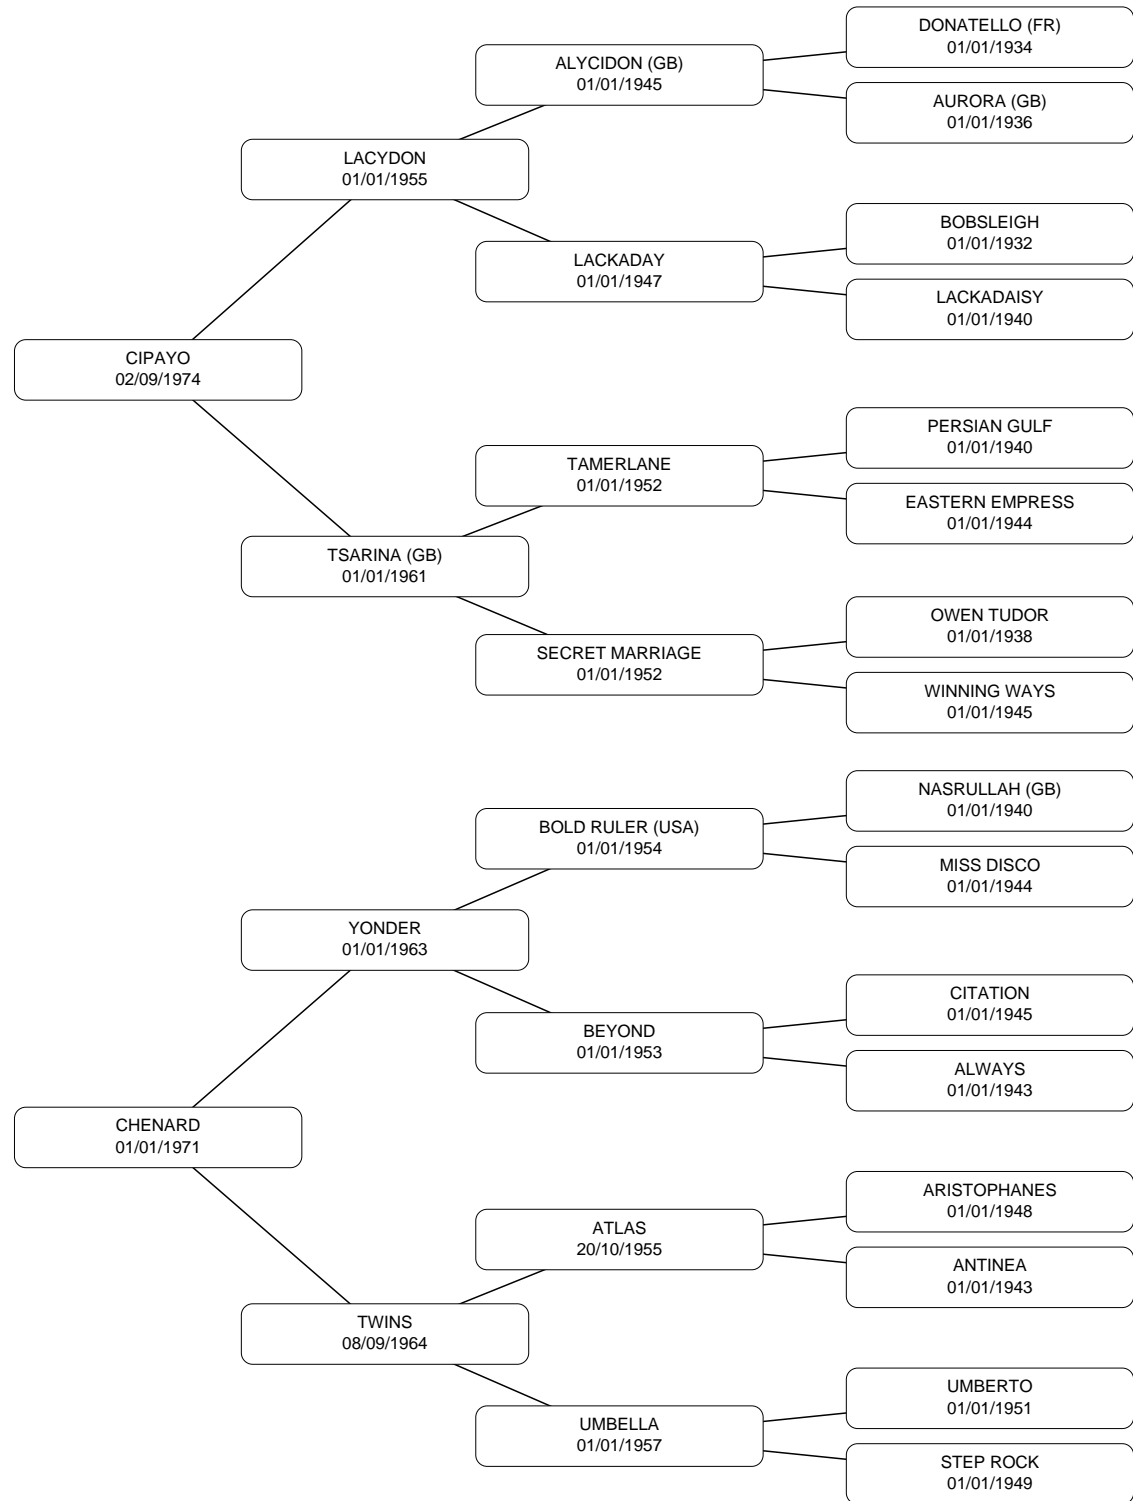 DONATELLO (FR)
01/01/1934
ALYCIDON (GB)
01/01/1945
AURORA (GB)
01/01/1936
LACYDON
01/01/1955
BOBSLEIGH
01/01/1932
LACKADAY
01/01/1947
LACKADAISY
01/01/1940
CIPAYO
02/09/1974
PERSIAN GULF
01/01/1940
TAMERLANE
01/01/1952
EASTERN EMPRESS
01/01/1944
TSARINA (GB)
01/01/1961
OWEN TUDOR
01/01/1938
SECRET MARRIAGE
01/01/1952
WINNING WAYS
01/01/1945
NASRULLAH (GB)
01/01/1940
BOLD RULER (USA)
01/01/1954
MISS DISCO
01/01/1944
YONDER
01/01/1963
CITATION
01/01/1945
BEYOND
01/01/1953
ALWAYS
01/01/1943
CHENARD
01/01/1971
ARISTOPHANES
01/01/1948
ATLAS
20/10/1955
ANTINEA
01/01/1943
TWINS
08/09/1964
UMBERTO
01/01/1951
UMBELLA
01/01/1957
STEP ROCK
01/01/1949